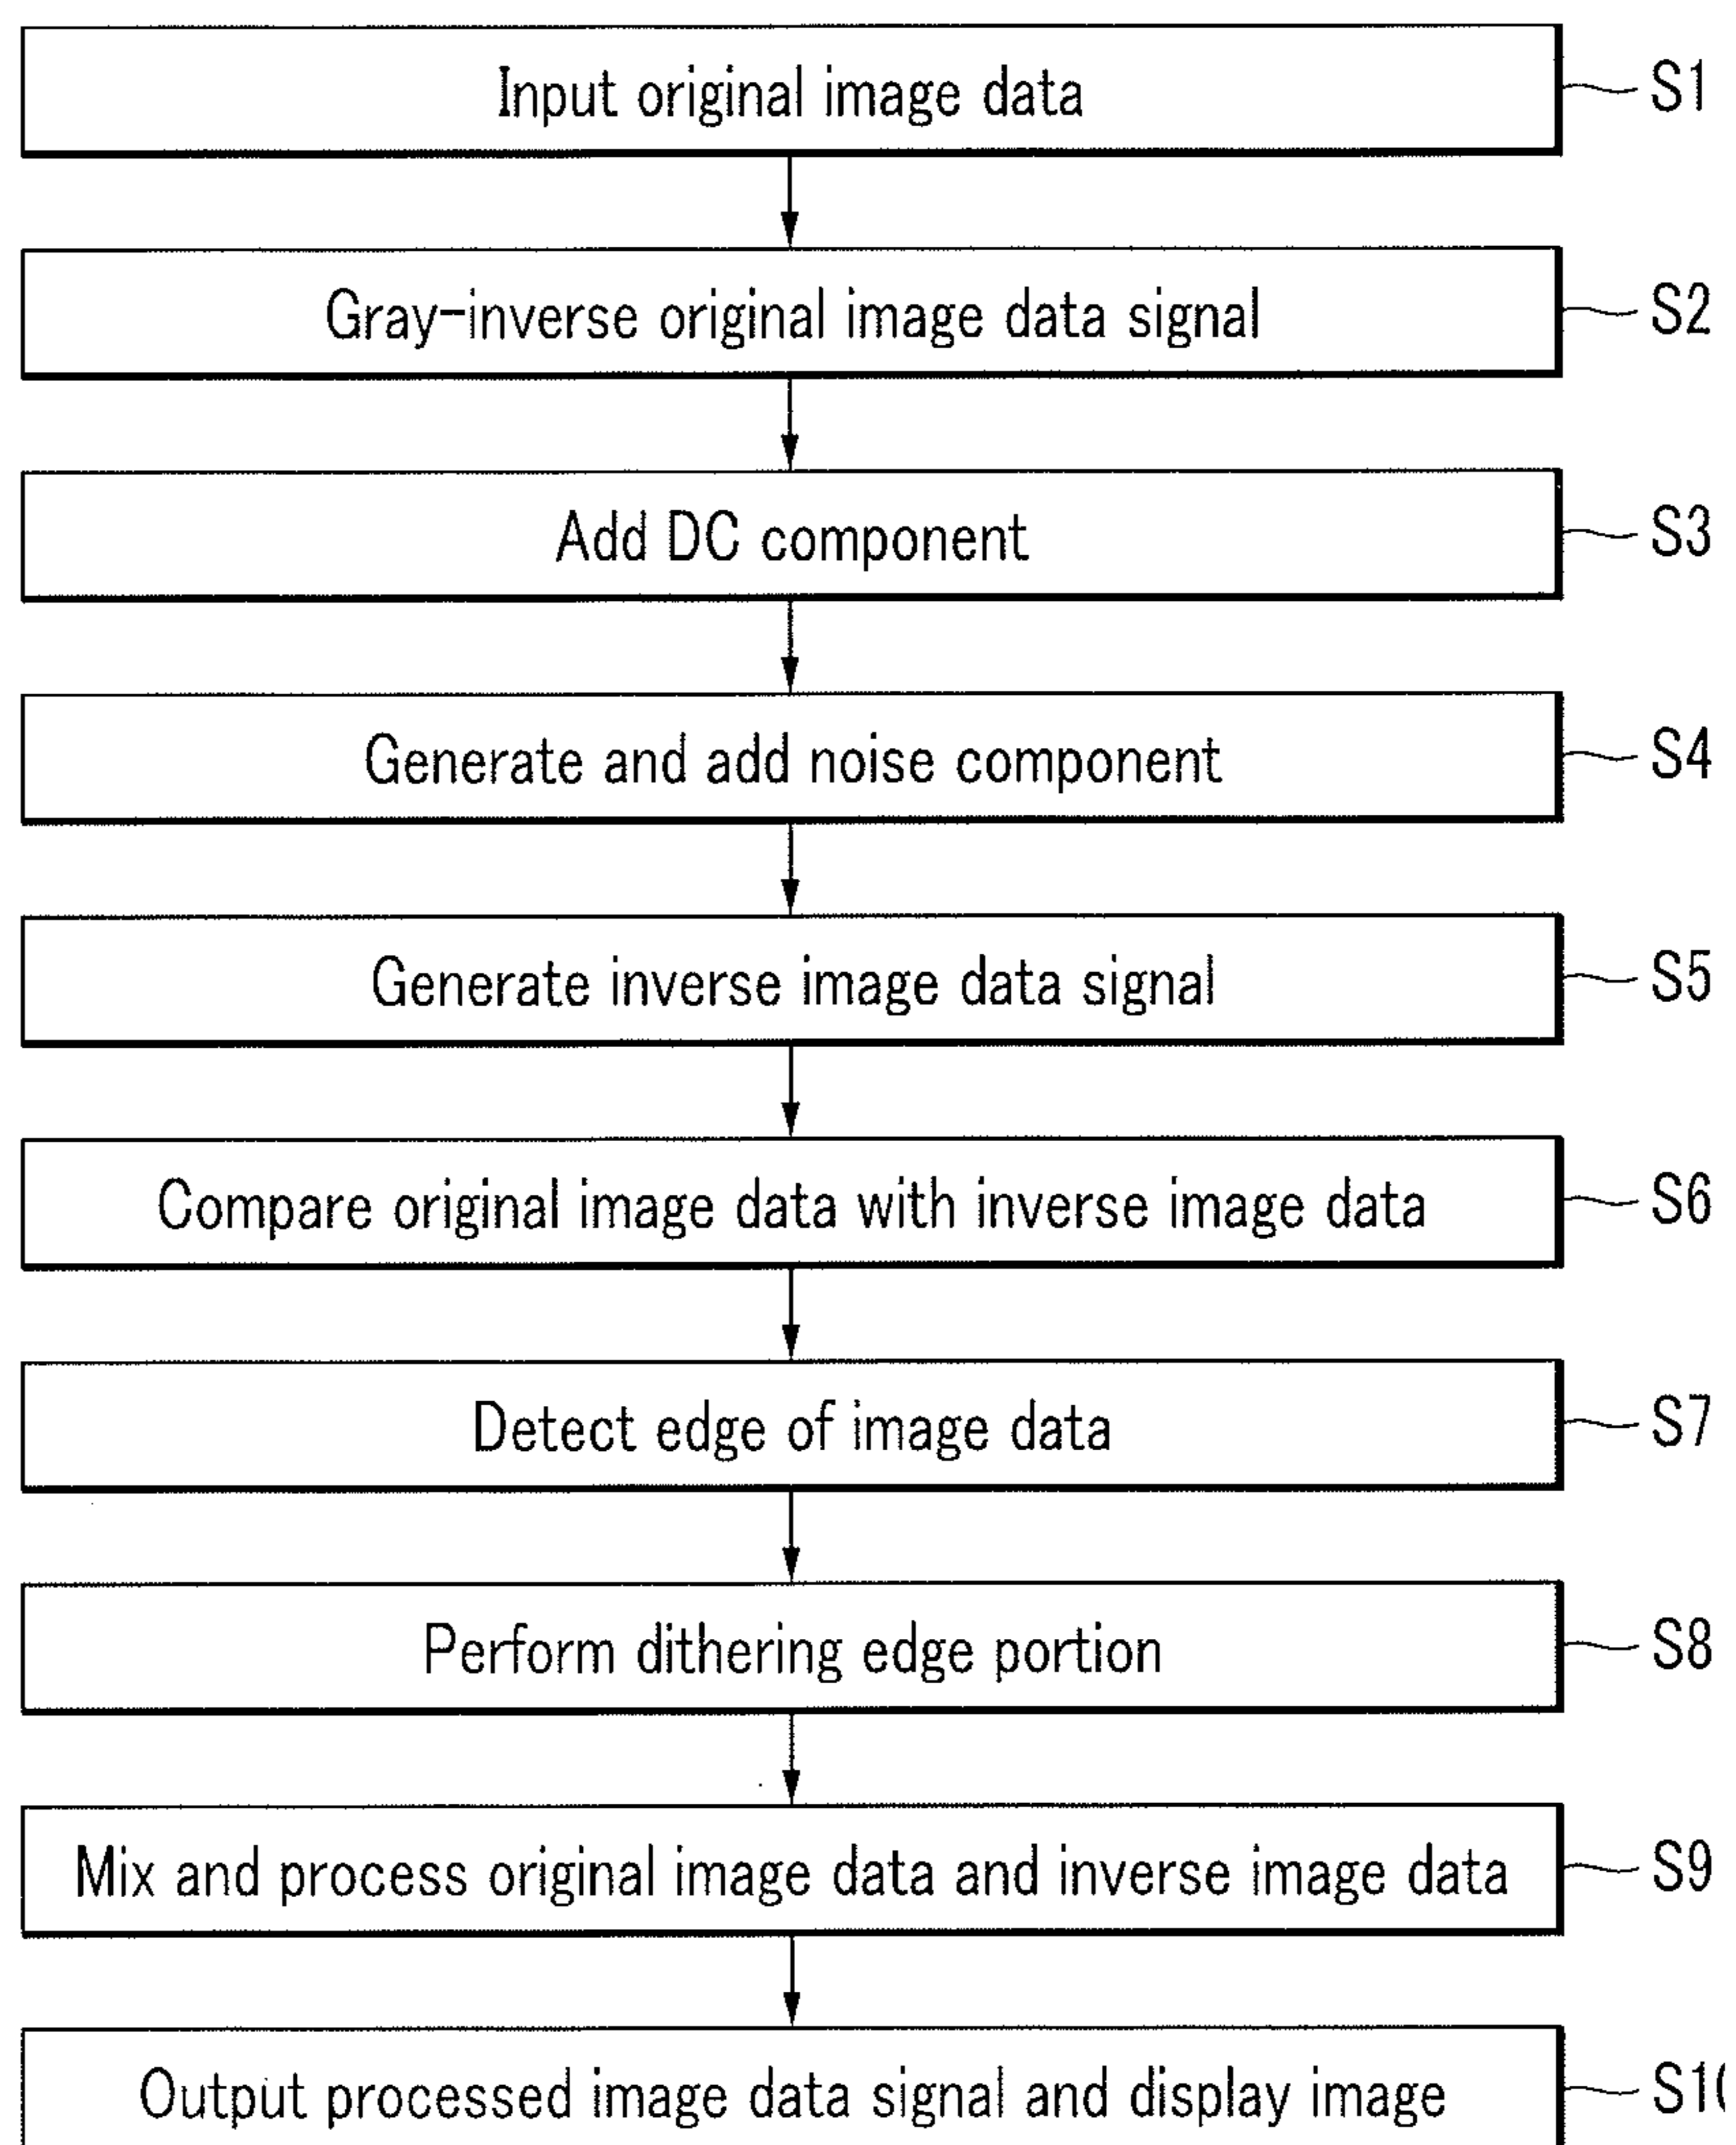 Input original image data S1
Gray-inverse original image data signal S2
Add DC component S3
Generate and add noise component S4
Generate inverse image data signal S5
Compare original image data with inverse image data S6
Detect edge of image data S7
Perform dithering edge portion S8
Mix and process original image data and inverse image data S9
Output processed image data signal and display image